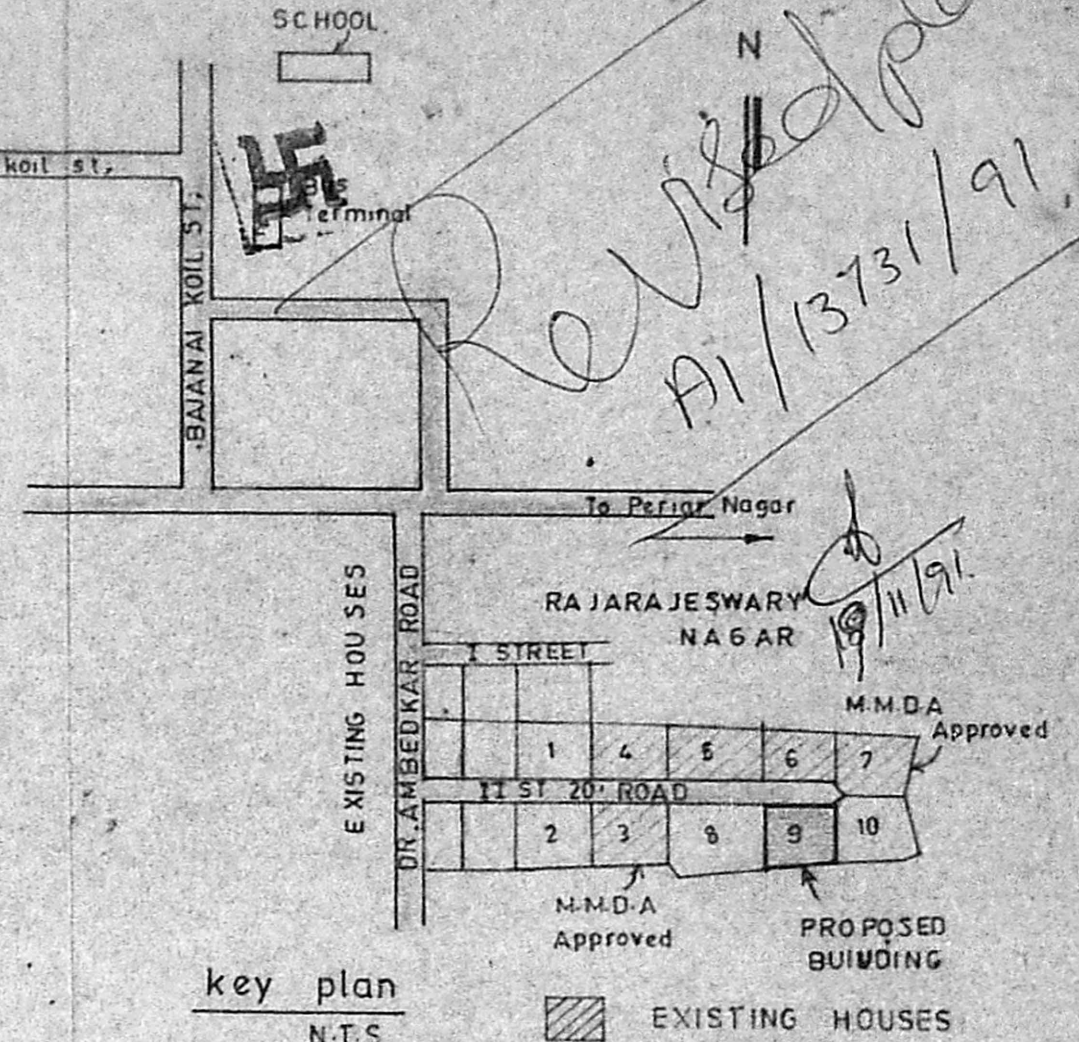 SCHOOL
N
koil st,
Bus
Terminal
Revised
A1/13731/91.
BAJANAI KOIL ST;
To Periar Nagar
EXISTING HOUSES
DR.AMBEDKAR ROAD
RAJARAJESWARY
NAGAR
19/11/91.
I STREET
M.M.D.A
Approved
1
4
5
6
7
II ST 20' ROAD
2
3
8
9
10
M.M.D.A
Approved
PROPOSED
BUILDING
key plan
N.T.S
EXISTING HOUSES